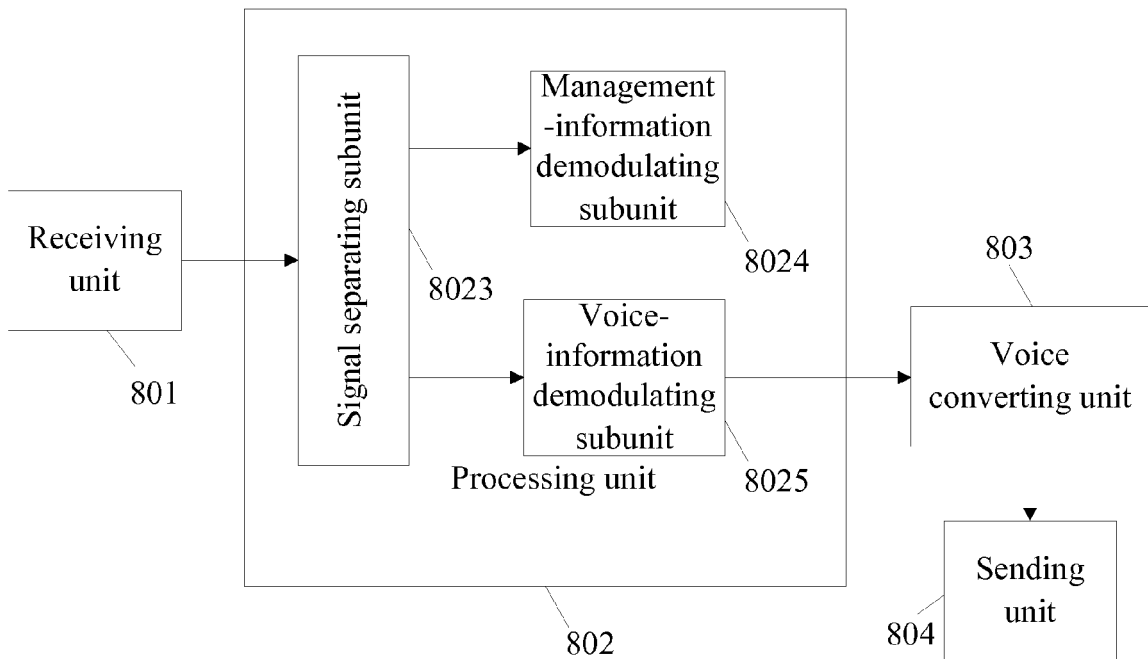 Receiving
unit
801
Signal separating subunit
8023
Management
-information
demodulating
subunit
8024
Voice-
information
demodulating
subunit
8025
Processing unit
802
803
Voice
converting unit
Sending
unit
804